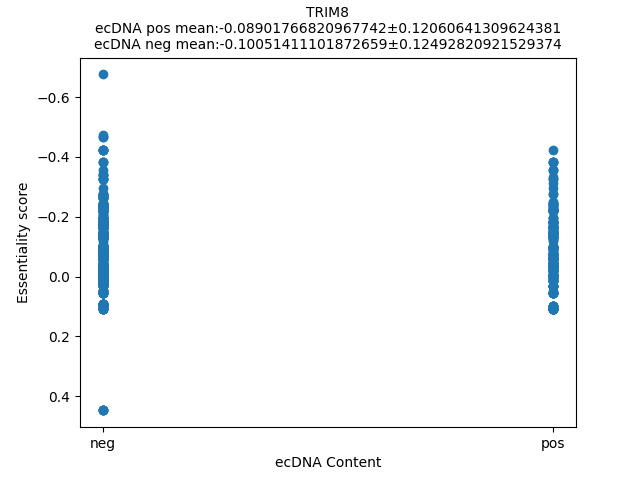 TRIM8
ecDNA pos mean:-0.08901766820967742±0.12060641309624381
ecDNA neg mean:-0.10051411101872659±0.12492820921529374
−0.6
−0.4
−0.2
0.0
0.2
0.4
Essentiality score
neg
pos
ecDNA Content